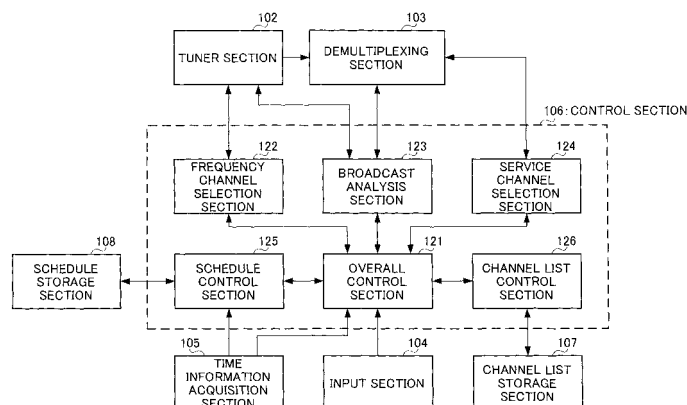 102
103
TUNER SECTION
DEMULTIPLEXING
SECTION
106:CONTROL SECTION
122
123
124
FREQUENCY
CHANNEL
SELECTION
SECTION
BROADCAST
ANALYSIS
SECTION
SERVICE
CHANNEL
SELECTION
SECTION
108
125
121
126
SCHEDULE
STORAGE
SECTION
SCHEDULE
CONTROL
SECTION
OVERALL
CONTROL
SECTION
CHANNEL LIST
CONTROL
SECTION
105
104
107
TIME
INFORMATION
ACQUISITION
SECTION
INPUT SECTION
CHANNEL LIST
STORAGE
SECTION